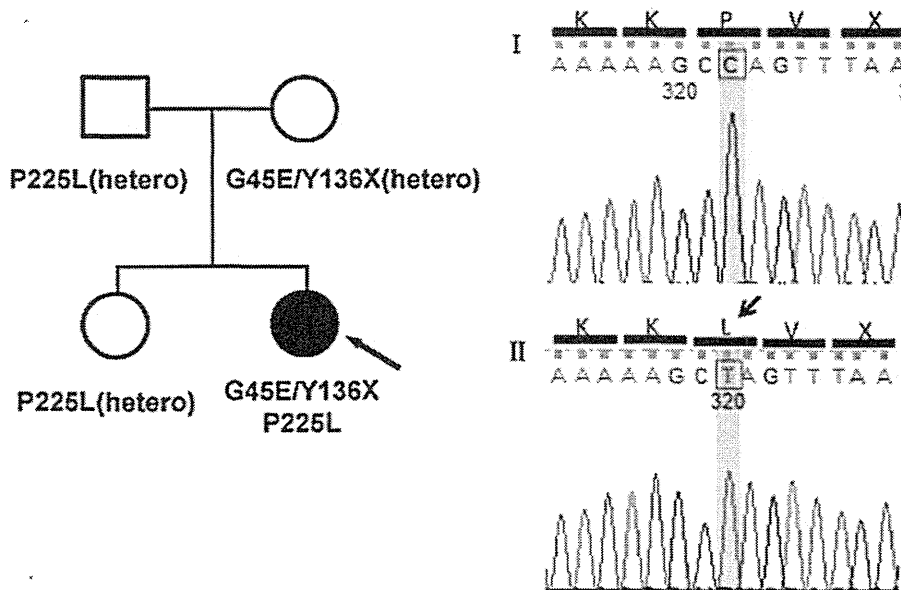 P225L(hetero)
G45E/Y136X(hetero)
P225L(hetero)
G45E/Y136X
P225L
I
K K P V X
A A A A A G C C A G T T T A A
320
II
K K L V X
A A A A A G C T A G T T T A A
320